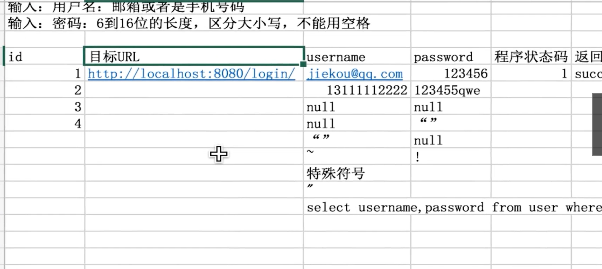 输入：用户名：邮箱或者是手机号码
输入：密码：6到16位的长度，区分大小写，不能用空格
id 目标URL username password 程序状态码 返回
1 http://localhost:8080/login/ jiekou@qq.com 123456 1 succ
2 13111112222 123455qwe
3 null null
4 null “”
“” null
~ !
特殊符号
"
select username,password from user where